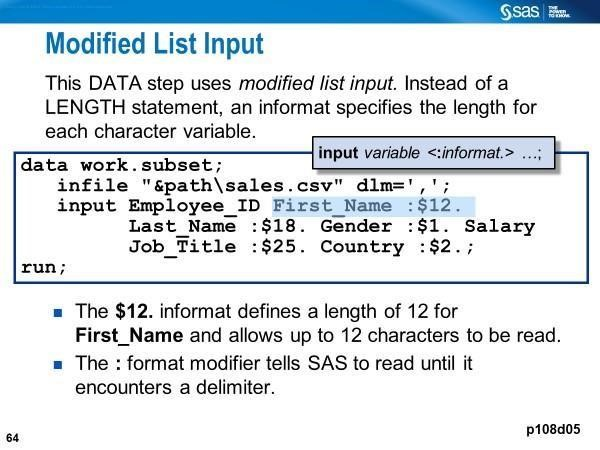 sas THE POWER TO KNOW.
Modified List Input
This DATA step uses modified list input. Instead of a
LENGTH statement, an informat specifies the length for
each character variable.
input variable <:informat.> …;
data work.subset;
infile "&path\sales.csv" dlm=',';
input Employee_ID First_Name :$12.
Last_Name :$18. Gender :$1. Salary
Job_Title :$25. Country :$2.;
run;
The $12. informat defines a length of 12 for
First_Name and allows up to 12 characters to be read.
The : format modifier tells SAS to read until it
encounters a delimiter.
64
p108d05